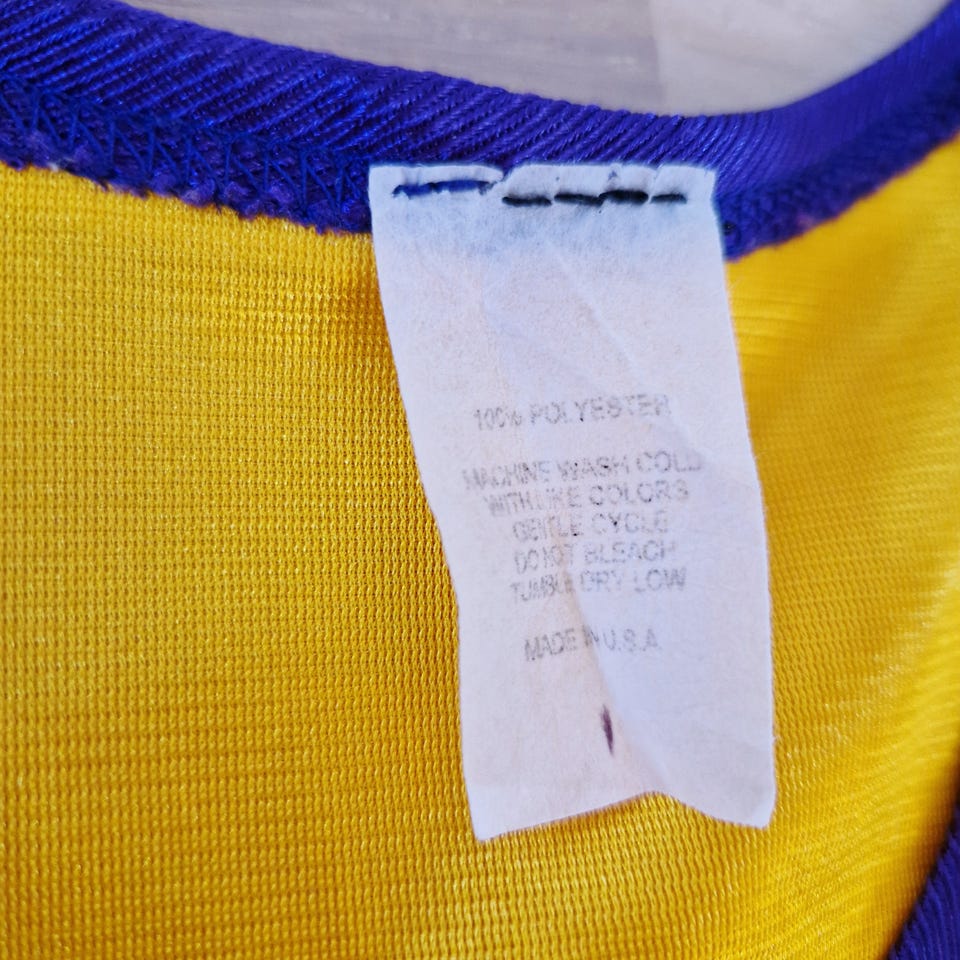 100% POLYESTER
MACHINE WASH COLD
WITH LIKE COLORS
GENTLE CYCLE
DO NOT BLEACH
TUMBLE DRY LOW
MADE IN U.S.A.